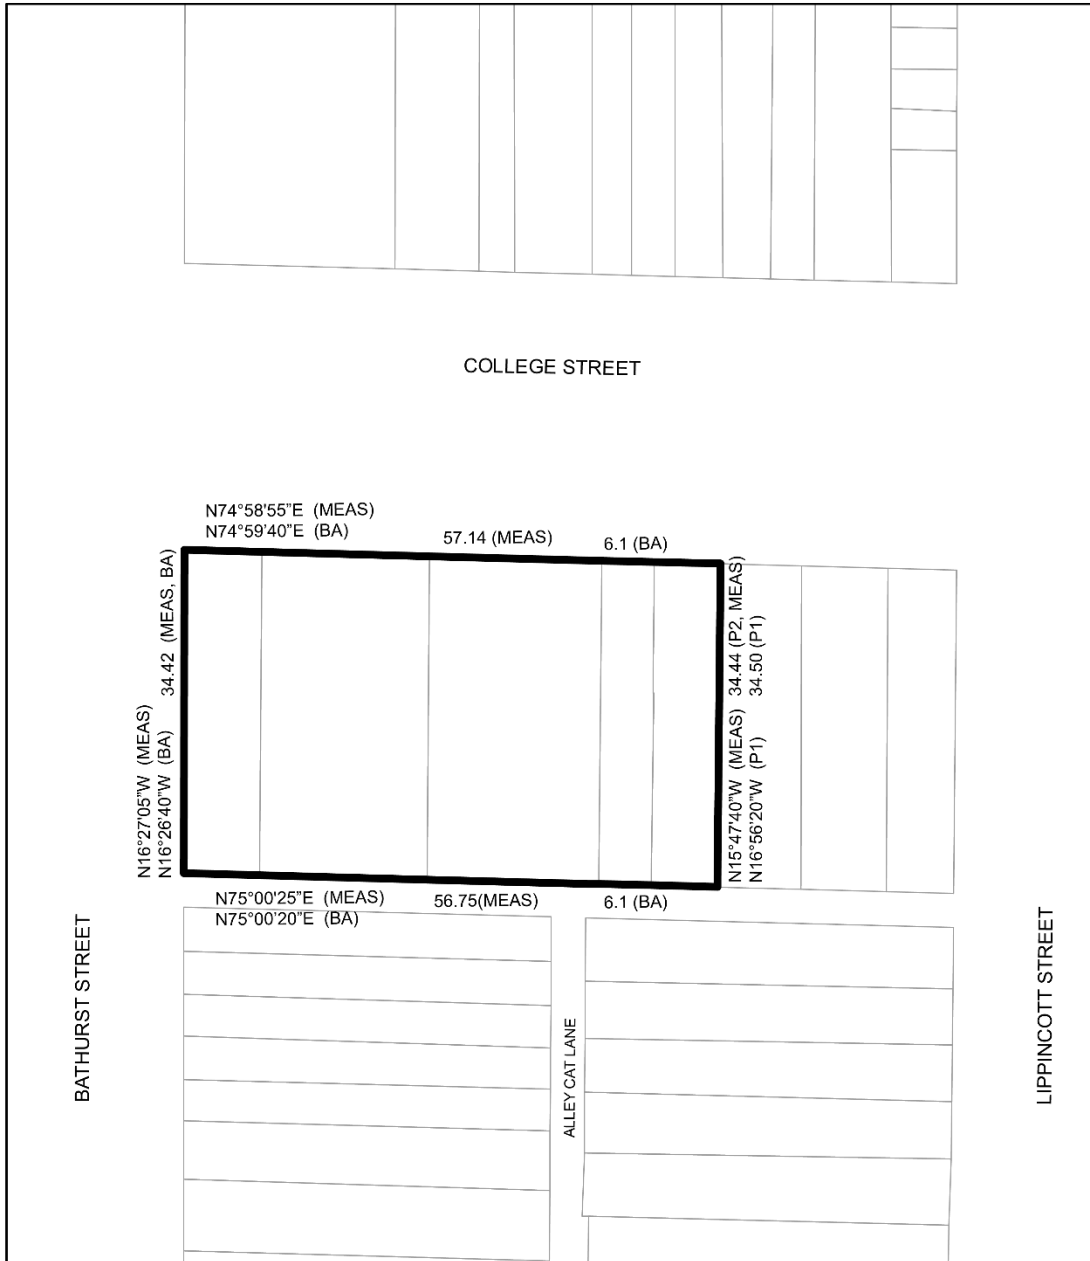 COLLEGE STREET
N74°58'55”E (MEAS)
N74°59'40”E (BA)
57.14 (MEAS)
6.1 (BA)
N16°27'05”W (MEAS)
N16°26'40”W (BA)
34.42 (MEAS, BA)
N15°47'40”W (MEAS)
34.44 (P2, MEAS)
N16°56'20”W (P1)
34.50 (P1)
N75°00'25”E (MEAS)
N75°00'20”E (BA)
56.75(MEAS)
6.1 (BA)
BATHURST STREET
ALLEY CAT LANE
LIPPINCOTT STREET